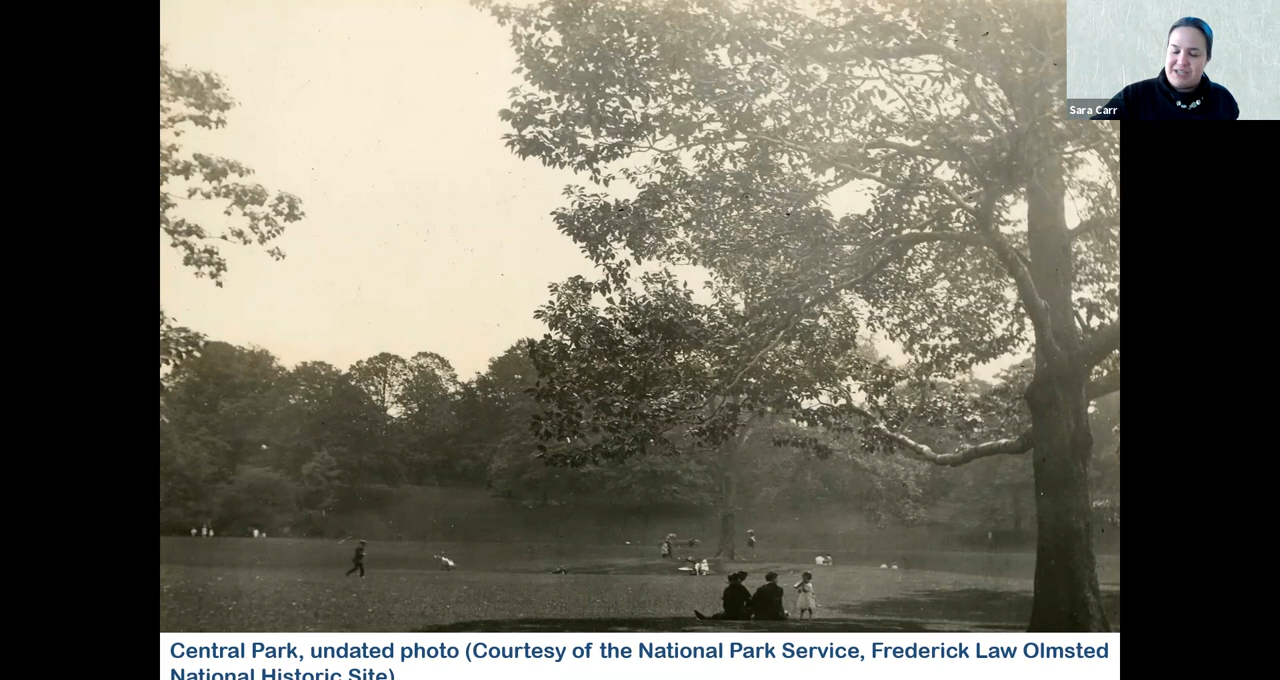 Sara Carr
Central Park, undated photo (Courtesy of the National Park Service, Frederick Law Olmsted
National Historic Site)